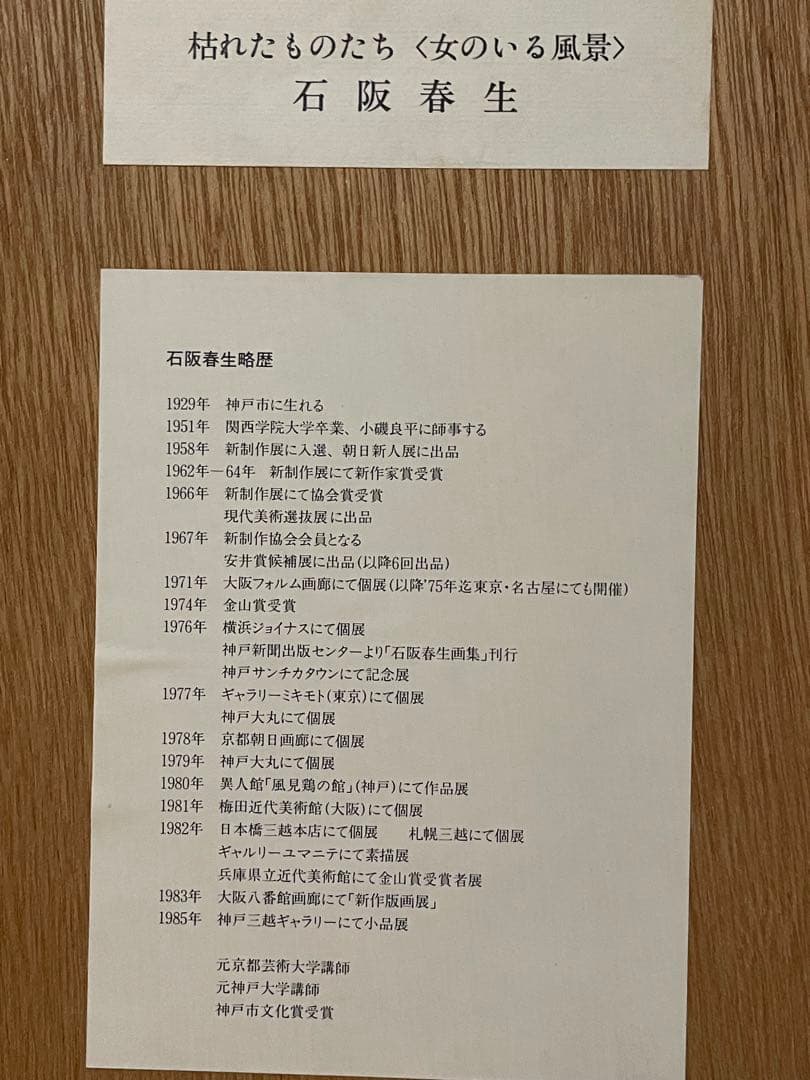 枯れたものたち〈女のいる風景〉
石阪春生
石阪春生略歴
1929年 神戸市に生れる
1951年 関西学院大学卒業、小磯良平に師事する
1958年 新制作展に入選、朝日新人展に出品
1962年―64年 新制作展にて新作家賞受賞
1966年 新制作展にて協会賞受賞
現代美術選抜展に出品
1967年 新制作協会会員となる
安井賞候補展に出品(以降6回出品)
1971年 大阪フォルム画廊にて個展(以降'75年迄東京・名古屋にても開催)
1974年 金山賞受賞
1976年 横浜ジョイナスにて個展
神戸新聞出版センターより「石阪春生画集」刊行
神戸サンチカタウンにて記念展
1977年 ギャラリーミキモト(東京)にて個展
神戸大丸にて個展
1978年 京都朝日画廊にて個展
1979年 神戸大丸にて個展
1980年 異人館「風見鶏の館」(神戸)にて作品展
1981年 梅田近代美術館(大阪)にて個展
1982年 日本橋三越本店にて個展 札幌三越にて個展
ギャルリーユマニテにて素描展
兵庫県立近代美術館にて金山賞受賞者展
1983年 大阪八番館画廊にて「新作版画展」
1985年 神戸三越ギャラリーにて小品展
元京都芸術大学講師
元神戸大学講師
神戸市文化賞受賞